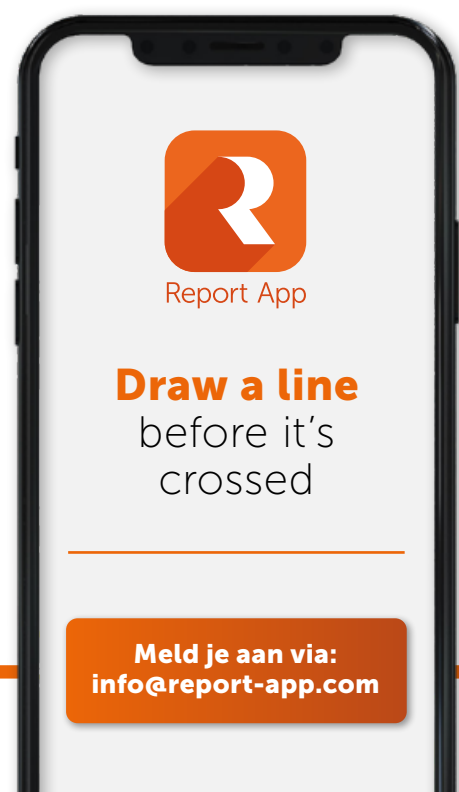 Report App
Draw a line
before it's
crossed
Meld je aan via:
info@report-app.com